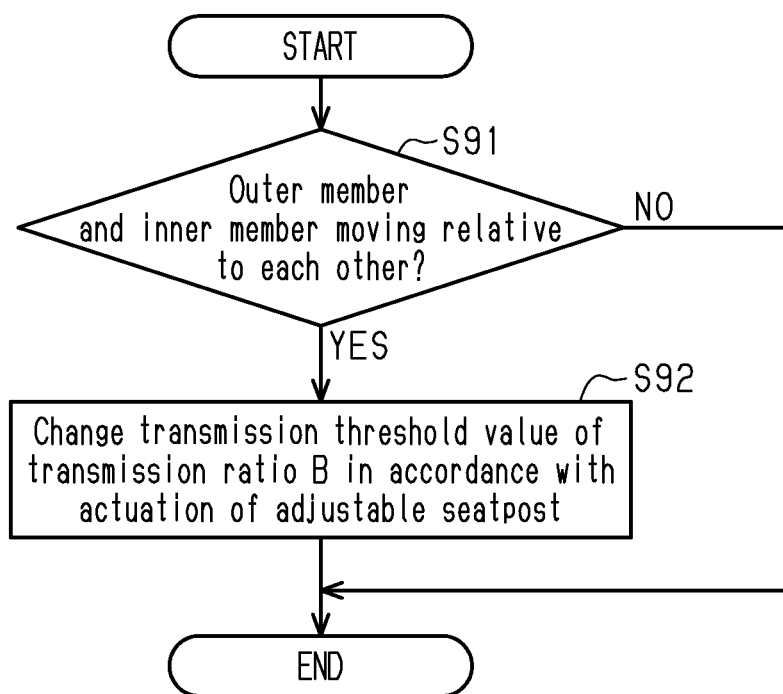 START
S91
Outer member
and inner member moving relative
to each other?
NO
YES
S92
Change transmission threshold value of
transmission ratio B in accordance with
actuation of adjustable seatpost
END